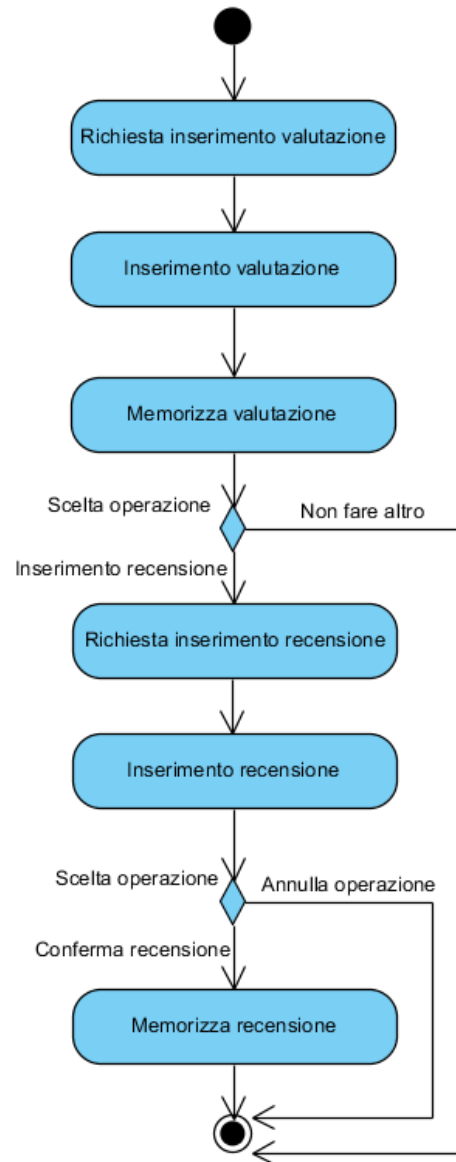 Richiesta inserimento valutazione
Inserimento valutazione
Memorizza valutazione
Scelta operazione
Non fare altro
Inserimento recensione
Richiesta inserimento recensione
Inserimento recensione
Scelta operazione
Annulla operazione
Conferma recensione
Memorizza recensione